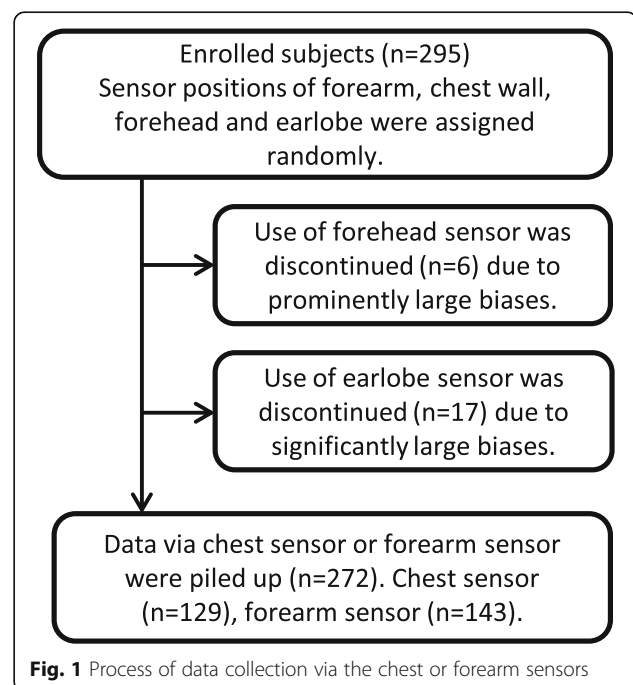 Enrolled subjects (n=295)
Sensor positions of forearm, chest wall,
forehead and earlobe were assigned
randomly.
Use of forehead sensor was
discontinued (n=6) due to
prominently large biases.
Use of earlobe sensor was
discontinued (n=17) due to
significantly large biases.
Data via chest sensor or forearm sensor
were piled up (n=272). Chest sensor
(n=129), forearm sensor (n=143).
Fig. 1 Process of data collection via the chest or forearm sensors